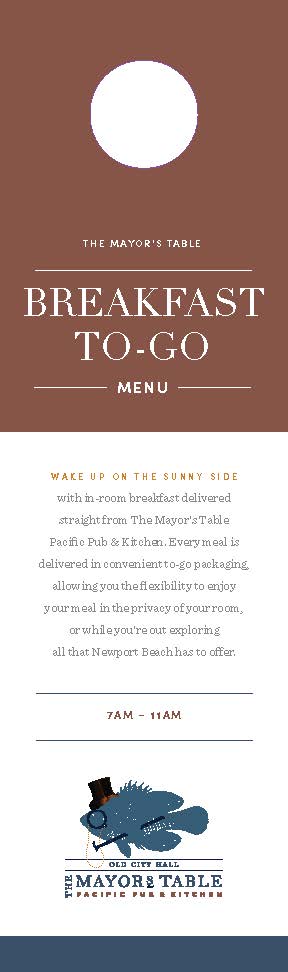 THE MAYOR'S TABLE
BREAKFAST
TO-GO
MENU
WAKE UP ON THE SUNNY SIDE
with in-room breakfast delivered
straight from The Mayor's Table
Pacific Pub & Kitchen. Every meal is
delivered in convenient to-go packaging,
allowing you the flexibility to enjoy
your meal in the privacy of your room,
or while you're out exploring
all that Newport Beach has to offer.
7AM – 11AM
OLD CITY HALL
THE MAYORS TABLE
PACIFIC PUB & KITCHEN